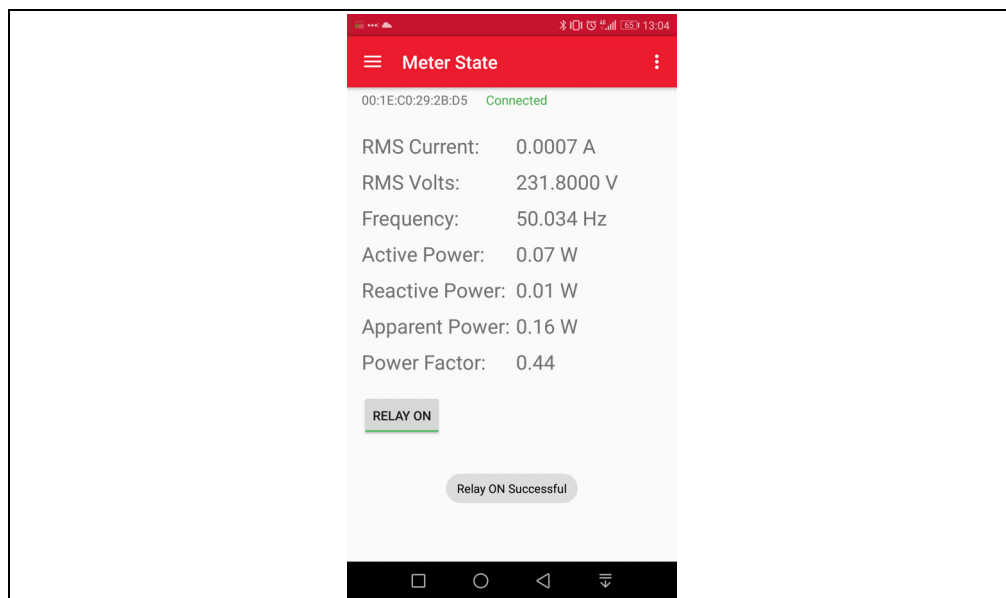 65 13:04
Meter State
00:1E:C0:29:2B:D5 Connected
RMS Current: 0.0007 A
RMS Volts: 231.8000 V
Frequency: 50.034 Hz
Active Power: 0.07 W
Reactive Power: 0.01 W
Apparent Power: 0.16 W
Power Factor: 0.44
RELAY ON
Relay ON Successful